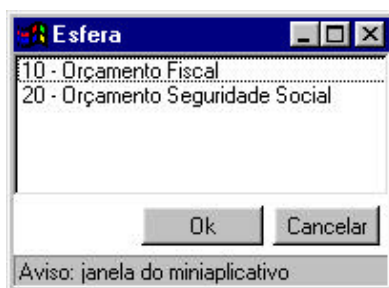 Esfera
10 - Orçamento Fiscal
20 - Orçamento Seguridade Social
Ok
Cancelar
Aviso: janela do miniaplicativo